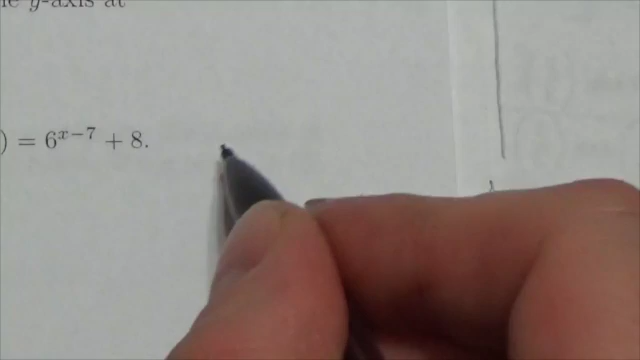 y-axis at
) = 6^{x−7} + 8.